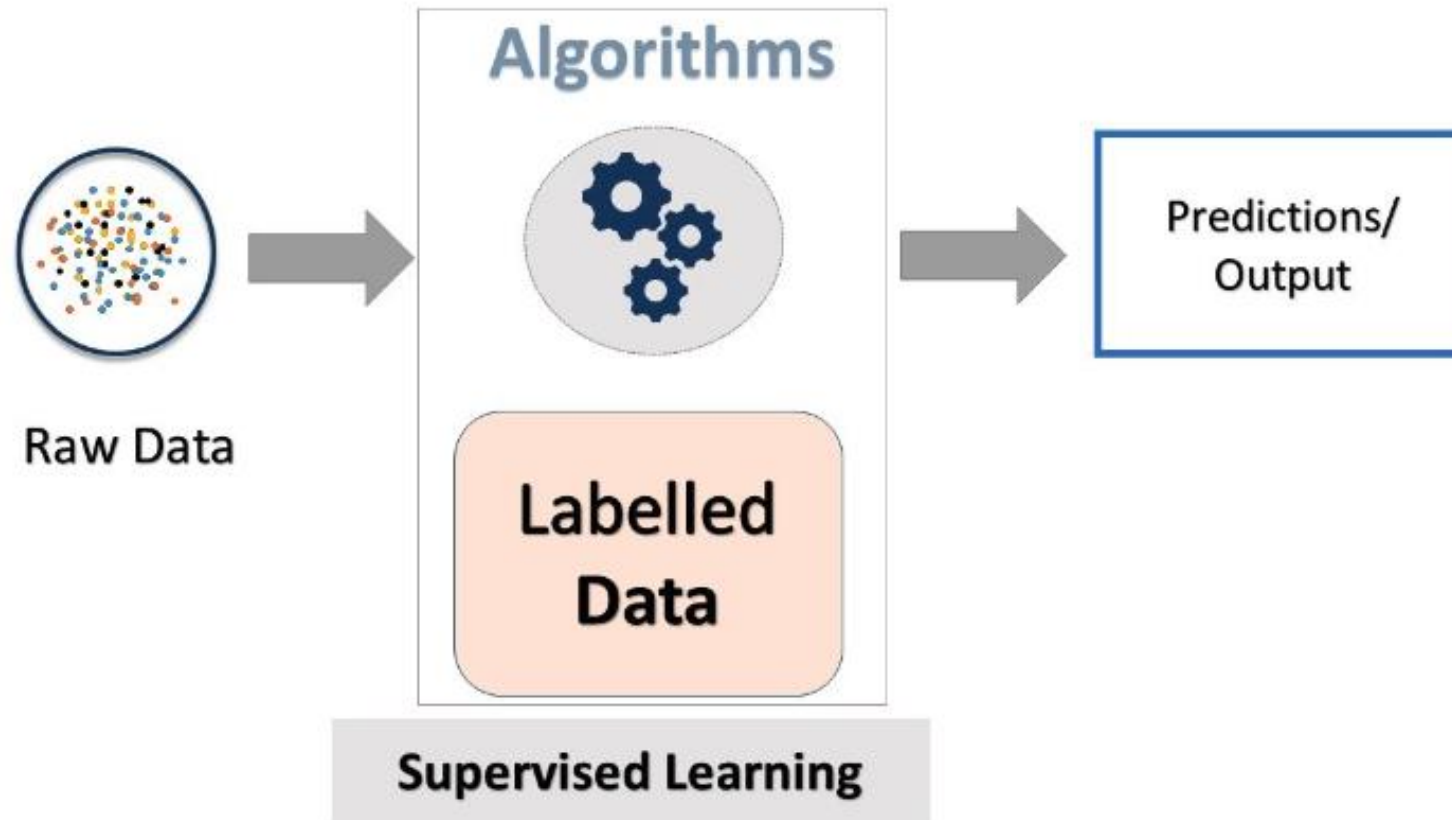 Algorithms
Raw Data
Labelled
Data
Predictions/
Output
Supervised Learning